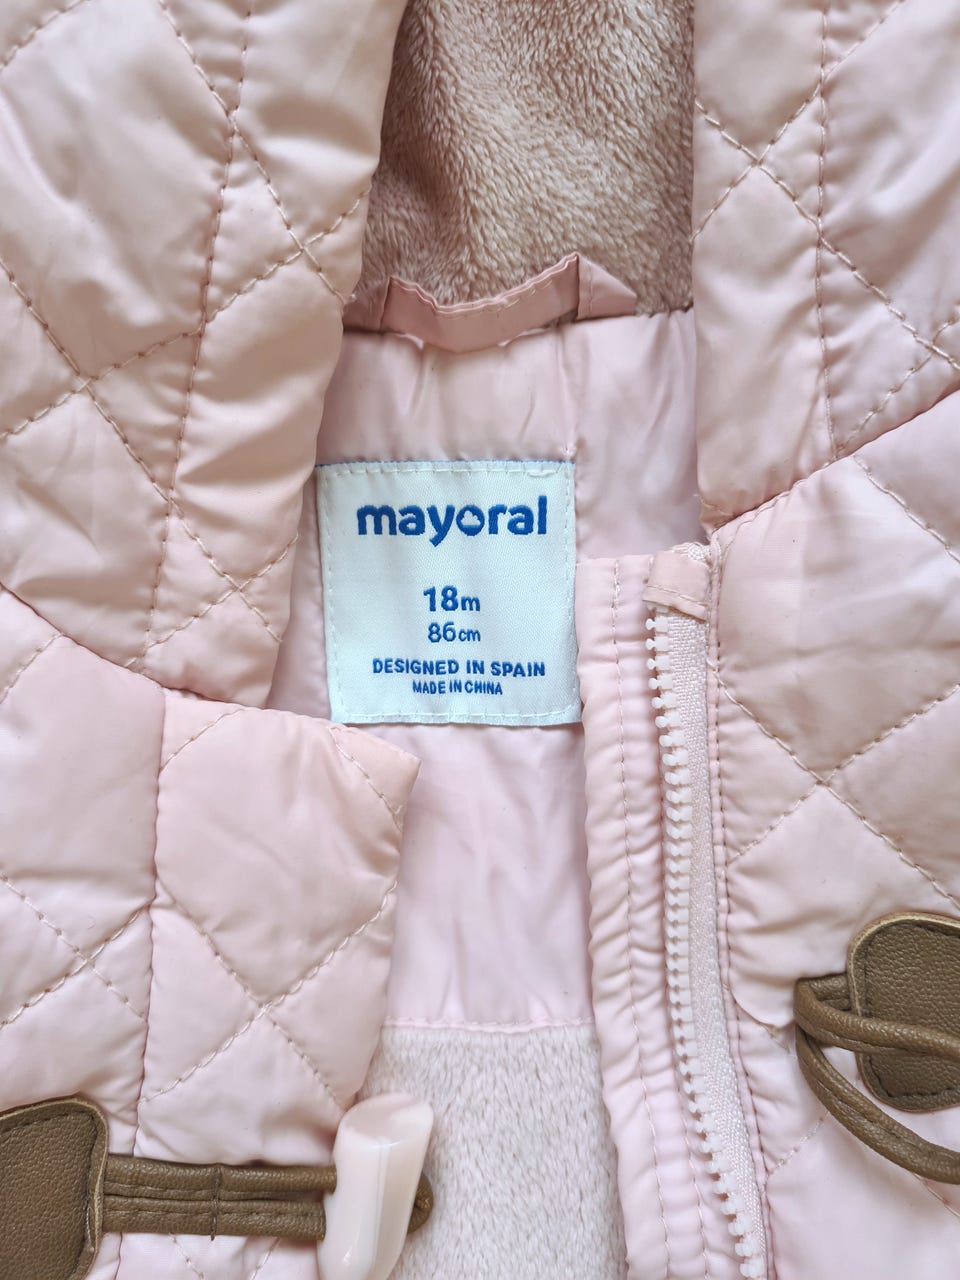 mayoral
18m
86cm
DESIGNED IN SPAIN
MADE IN CHINA